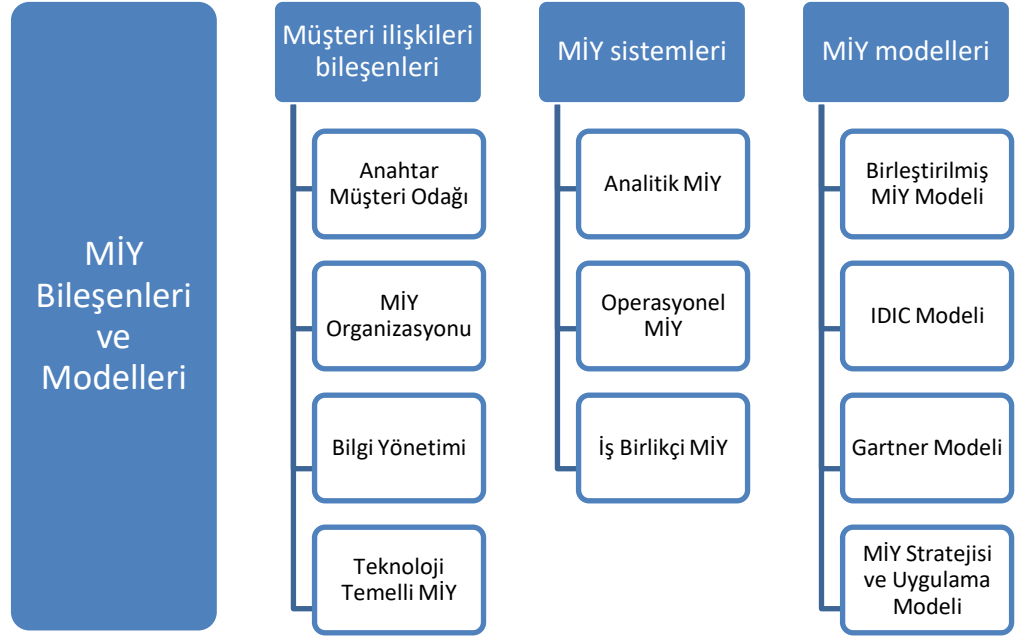 MİY
Bileşenleri
ve
Modelleri
Müşteri ilişkileri
bileşenleri
Anahtar
Müşteri Odağı
MİY
Organizasyonu
Bilgi Yönetimi
Teknoloji
Temelli MİY
MİY sistemleri
Analitik MİY
Operasyonel
MİY
İş Birlikçi MİY
MİY modelleri
Birleştirilmiş
MİY Modeli
IDIC Modeli
Gartner Modeli
MİY Stratejisi
ve Uygulama
Modeli